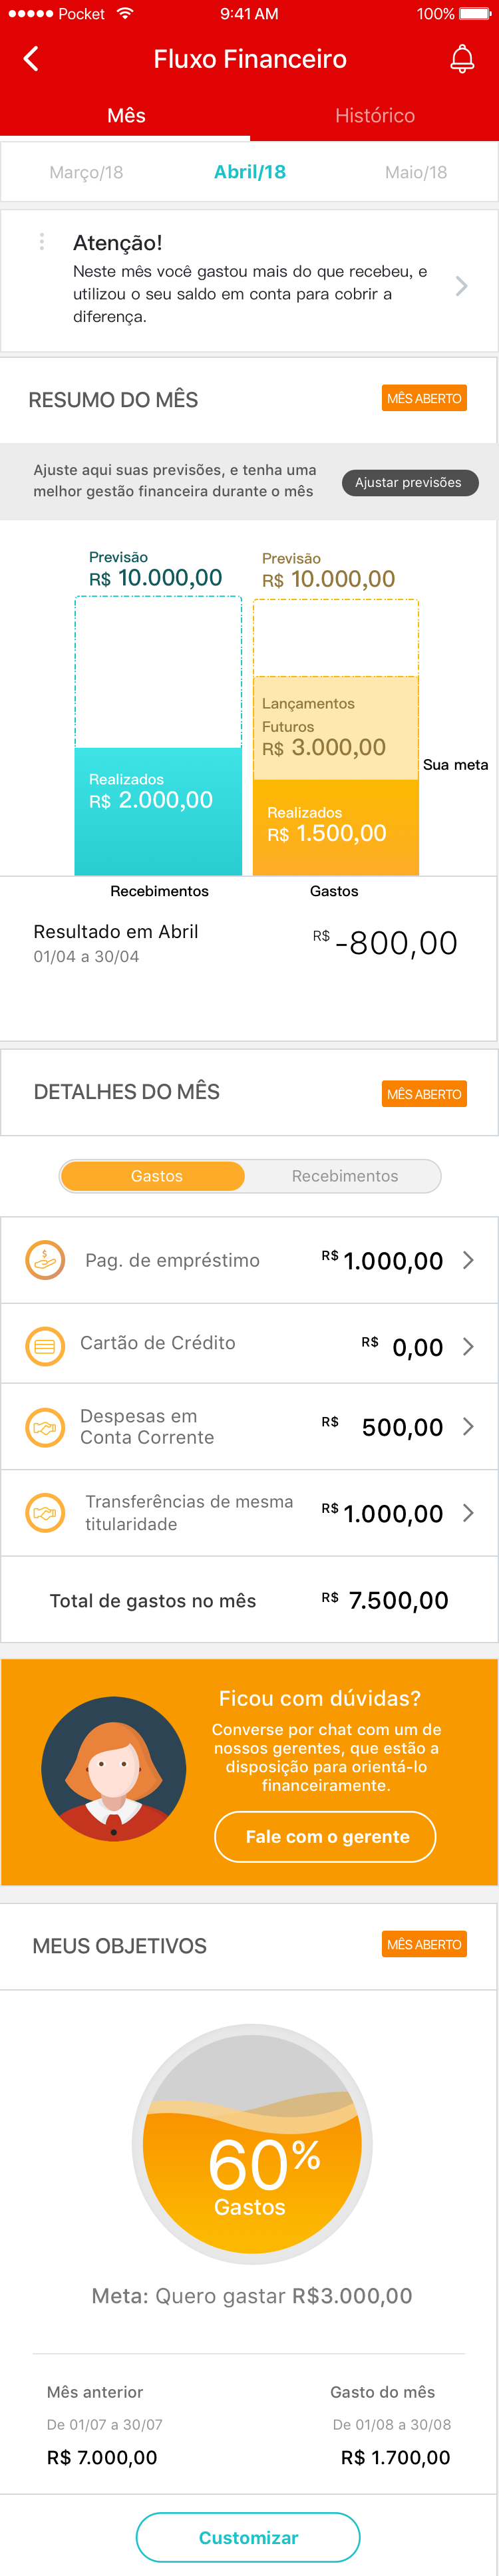 Pocket 9:41 AM 100%
Fluxo Financeiro
Mês Histórico
Março/18 Abril/18 Maio/18
Atenção!
Neste mês você gastou mais do que recebeu, e
utilizou o seu saldo em conta para cobrir a
diferença.
RESUMO DO MÊS MÊS ABERTO
Ajuste aqui suas previsões, e tenha uma
melhor gestão financeira durante o mês
Ajustar previsões
Previsão
R$ 10.000,00
Previsão
R$ 10.000,00
Lançamentos
Futuros
R$ 3.000,00
Sua meta
Realizados
R$ 2.000,00
Realizados
R$ 1.500,00
Recebimentos Gastos
Resultado em Abril R$ -800,00
01/04 a 30/04
DETALHES DO MÊS MÊS ABERTO
Gastos Recebimentos
Pag. de empréstimo R$ 1.000,00
Cartão de Crédito R$ 0,00
Despesas em
Conta Corrente
R$ 500,00
Transferências de mesma
titularidade
R$ 1.000,00
Total de gastos no mês R$ 7.500,00
Ficou com dúvidas?
Converse por chat com um de
nossos gerentes, que estão a
disposição para orientá-lo
financeiramente.
Fale com o gerente
MEUS OBJETIVOS MÊS ABERTO
60%
Gastos
Meta: Quero gastar R$3.000,00
Mês anterior Gasto do mês
De 01/07 a 30/07 De 01/08 a 30/08
R$ 7.000,00 R$ 1.700,00
Customizar